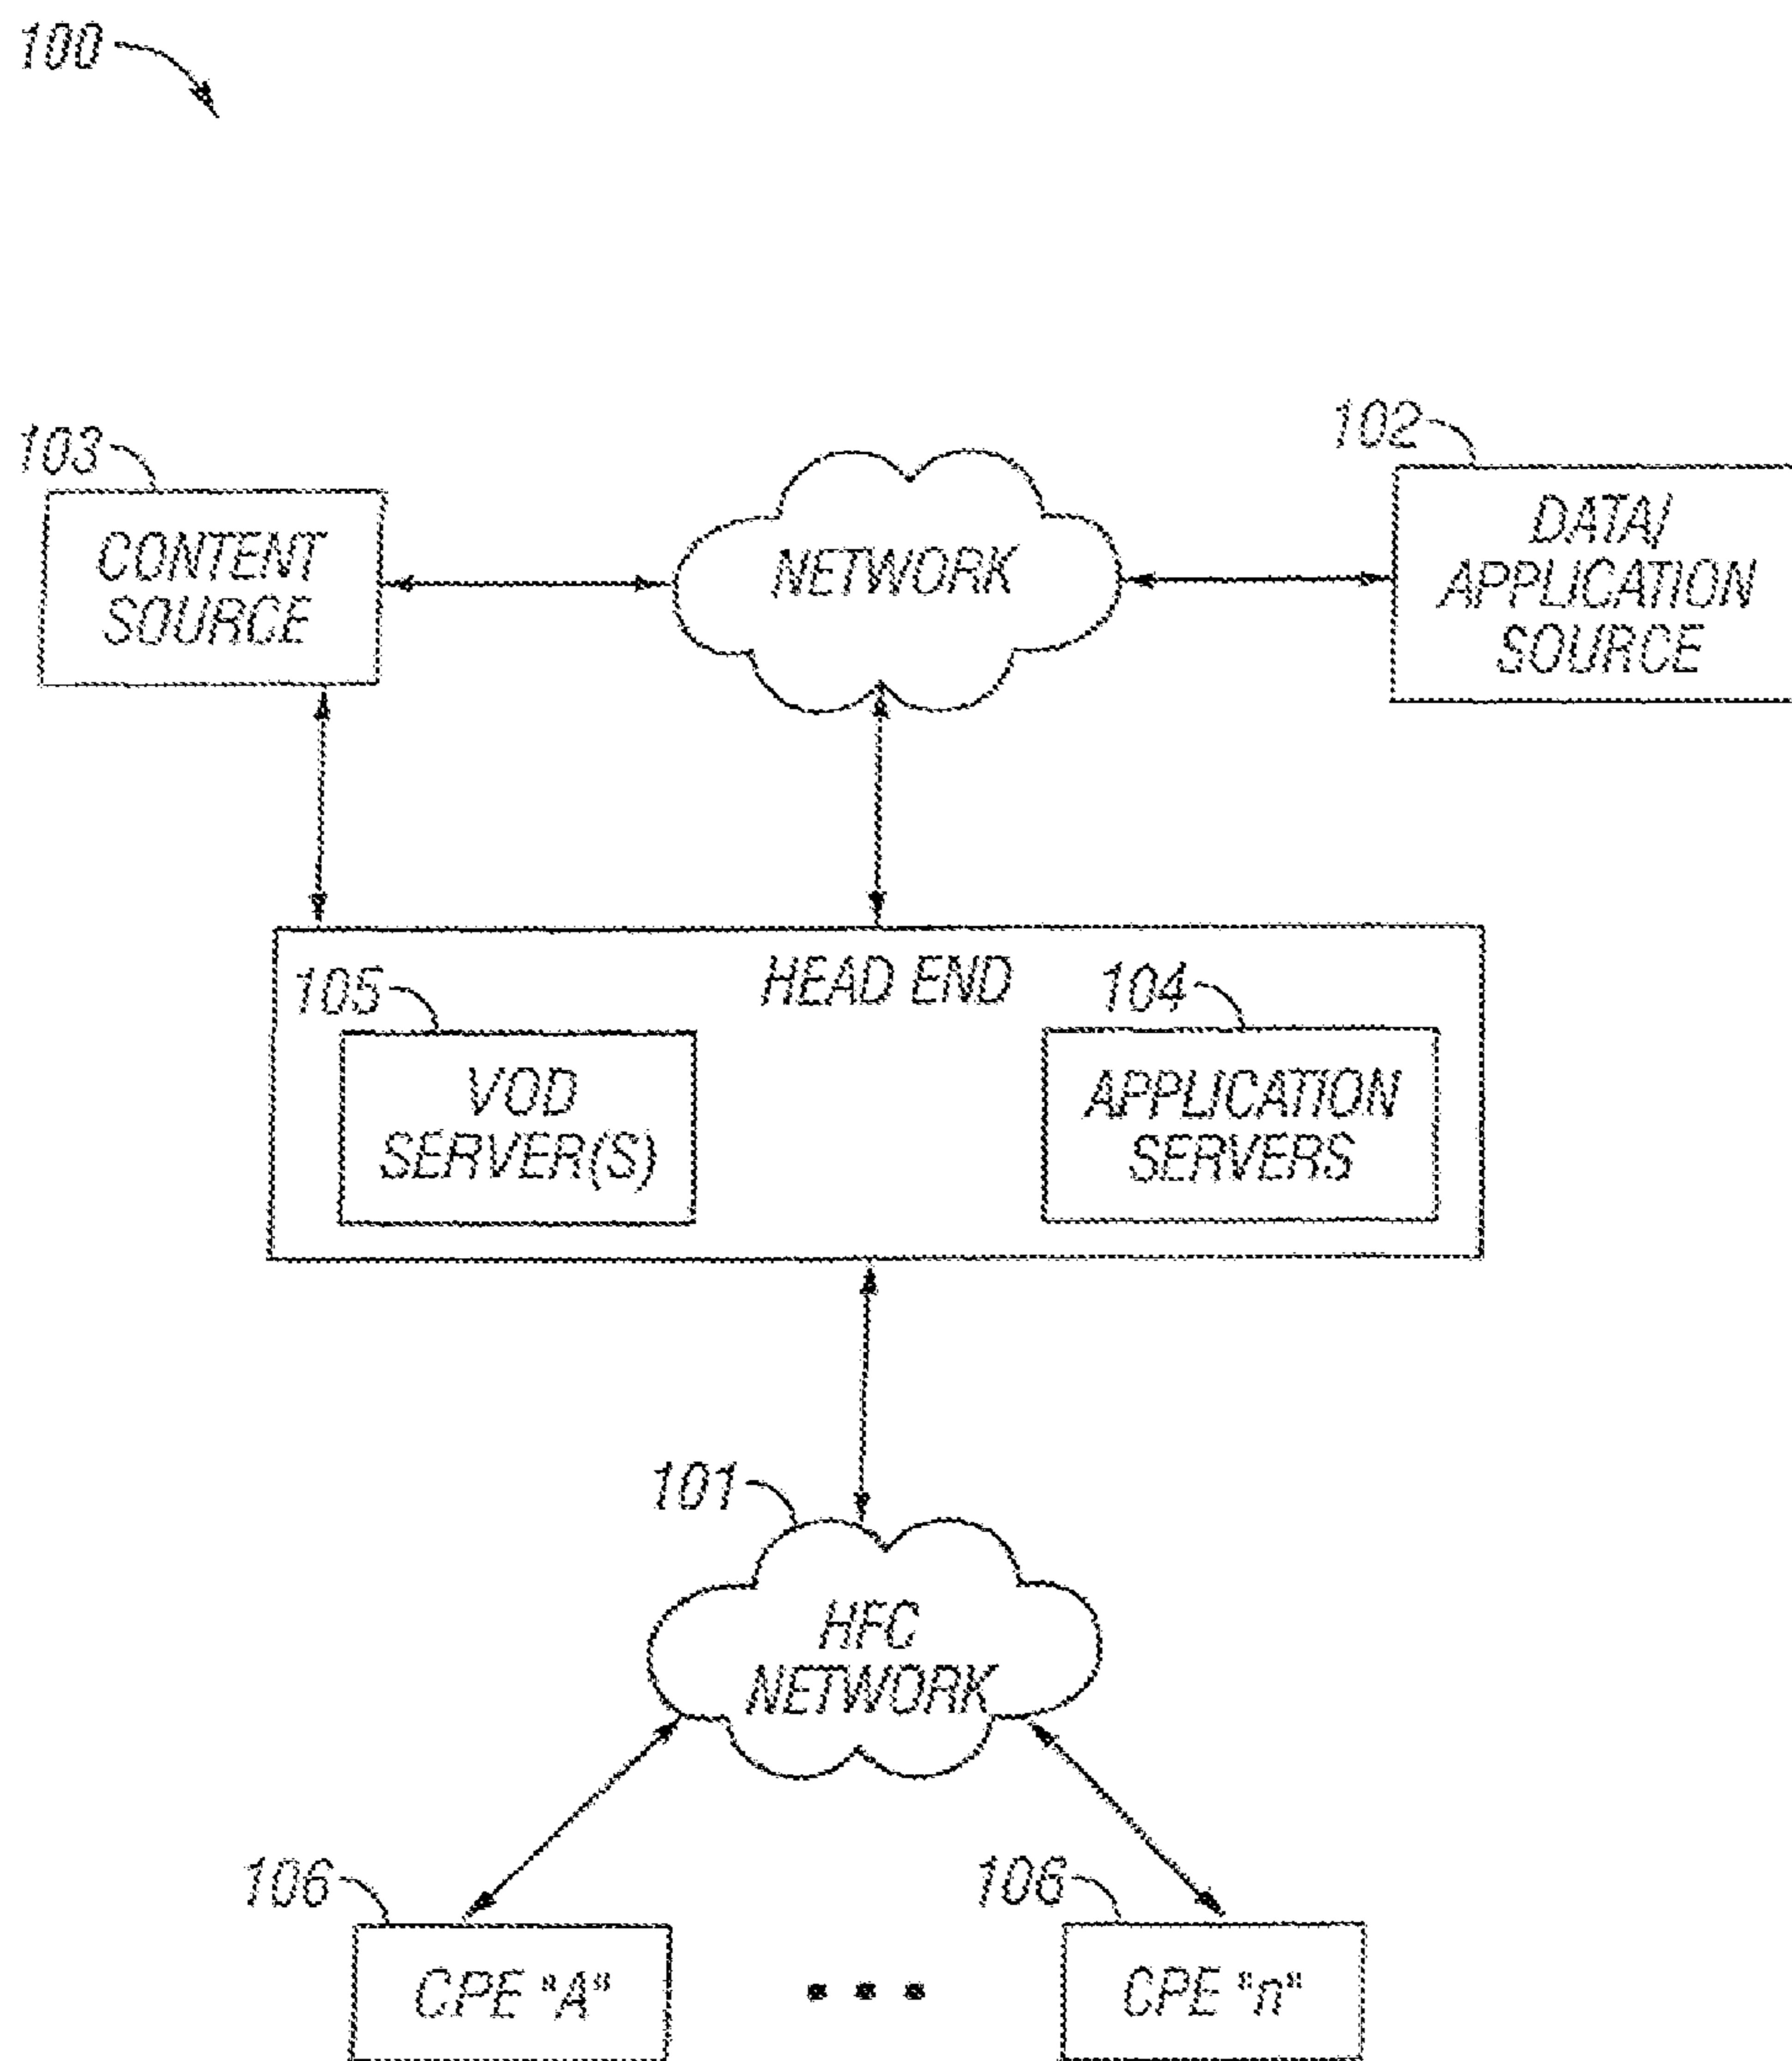 100
103
102
CONTENT
SOURCE
NETWORK
DATA/
APPLICATION
SOURCE
HEAD END
105
104
VOD
SERVER(S)
APPLICATION
SERVERS
101
HFC
NETWORK
106
106
CPE "A"
CPE "n"